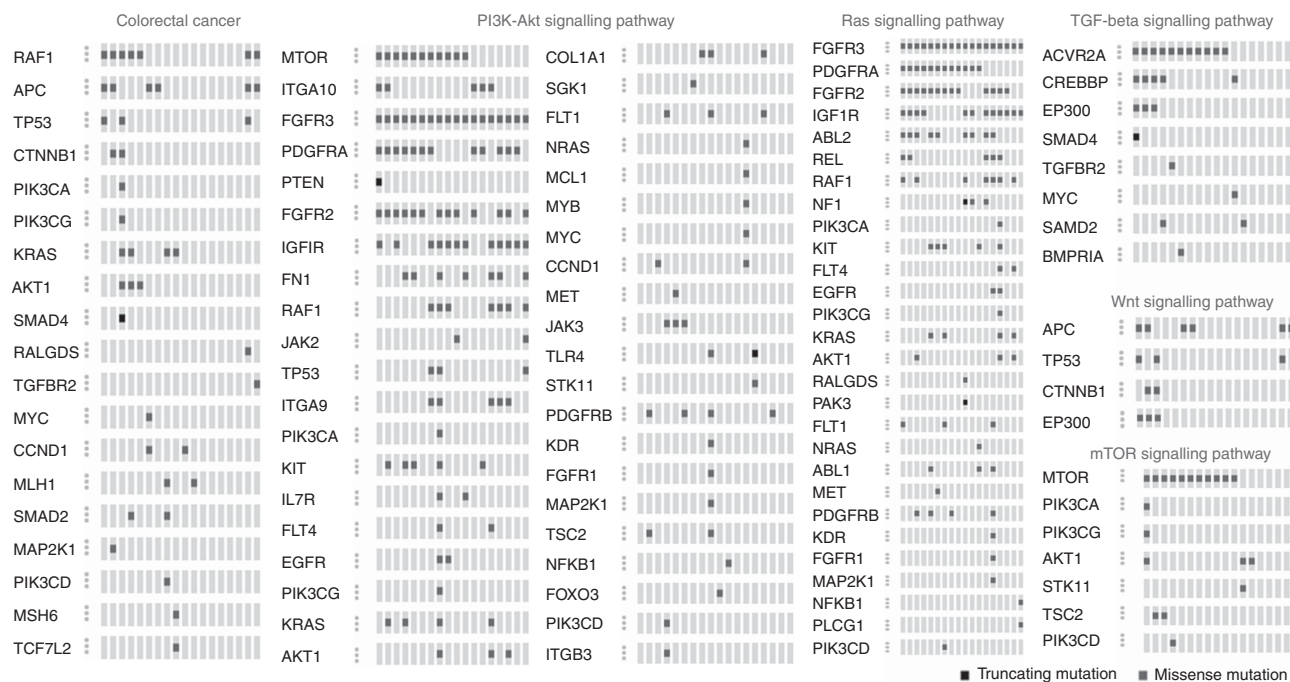 Colorectal cancer
RAF1
APC
TP53
CTNNB1
PIK3CA
PIK3CG
KRAS
AKT1
SMAD4
RALGDS
TGFBR2
MYC
CCND1
MLH1
SMAD2
MAP2K1
PIK3CD
MSH6
TCF7L2
PI3K-Akt signalling pathway
MTOR
ITGA10
FGFR3
PDGFRA
PTEN
FGFR2
IGFIR
FN1
RAF1
JAK2
TP53
ITGA9
PIK3CA
KIT
IL7R
FLT4
EGFR
PIK3CG
KRAS
AKT1
COL1A1
SGK1
FLT1
NRAS
MCL1
MYB
MYC
CCND1
MET
JAK3
TLR4
STK11
PDGFRB
KDR
FGFR1
MAP2K1
TSC2
NFKB1
FOXO3
PIK3CD
ITGB3
Ras signalling pathway
FGFR3
PDGFRA
FGFR2
IGF1R
ABL2
REL
RAF1
NF1
PIK3CA
KIT
FLT4
EGFR
PIK3CG
KRAS
AKT1
RALGDS
PAK3
FLT1
NRAS
ABL1
MET
PDGFRB
KDR
FGFR1
MAP2K1
NFKB1
PLCG1
PIK3CD
TGF-beta signalling pathway
ACVR2A
CREBBP
EP300
SMAD4
TGFBR2
MYC
SAMD2
BMPRIA
Wnt signalling pathway
APC
TP53
CTNNB1
EP300
mTOR signalling pathway
MTOR
PIK3CA
PIK3CG
AKT1
STK11
TSC2
PIK3CD
Truncating mutation
Missense mutation